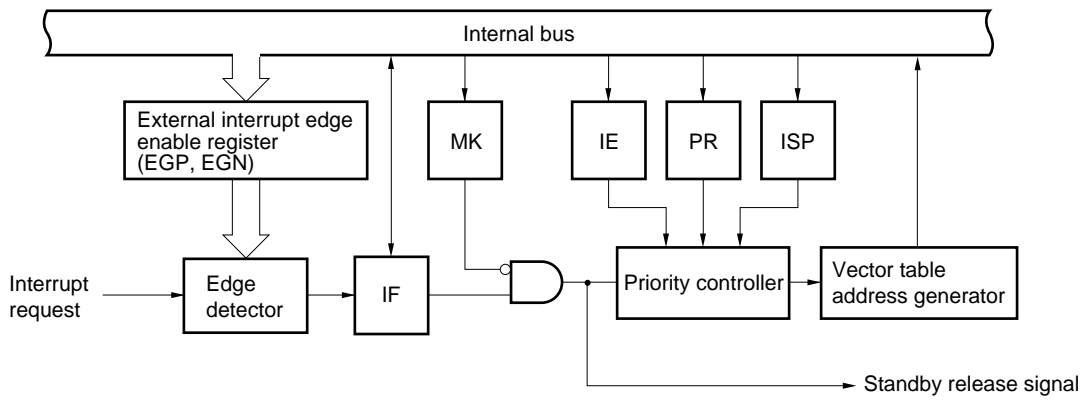 Internal bus
External interrupt edge
enable register
(EGP, EGN)
MK
IE
PR
ISP
Interrupt
request
Edge
detector
IF
Priority controller
Vector table
address generator
Standby release signal